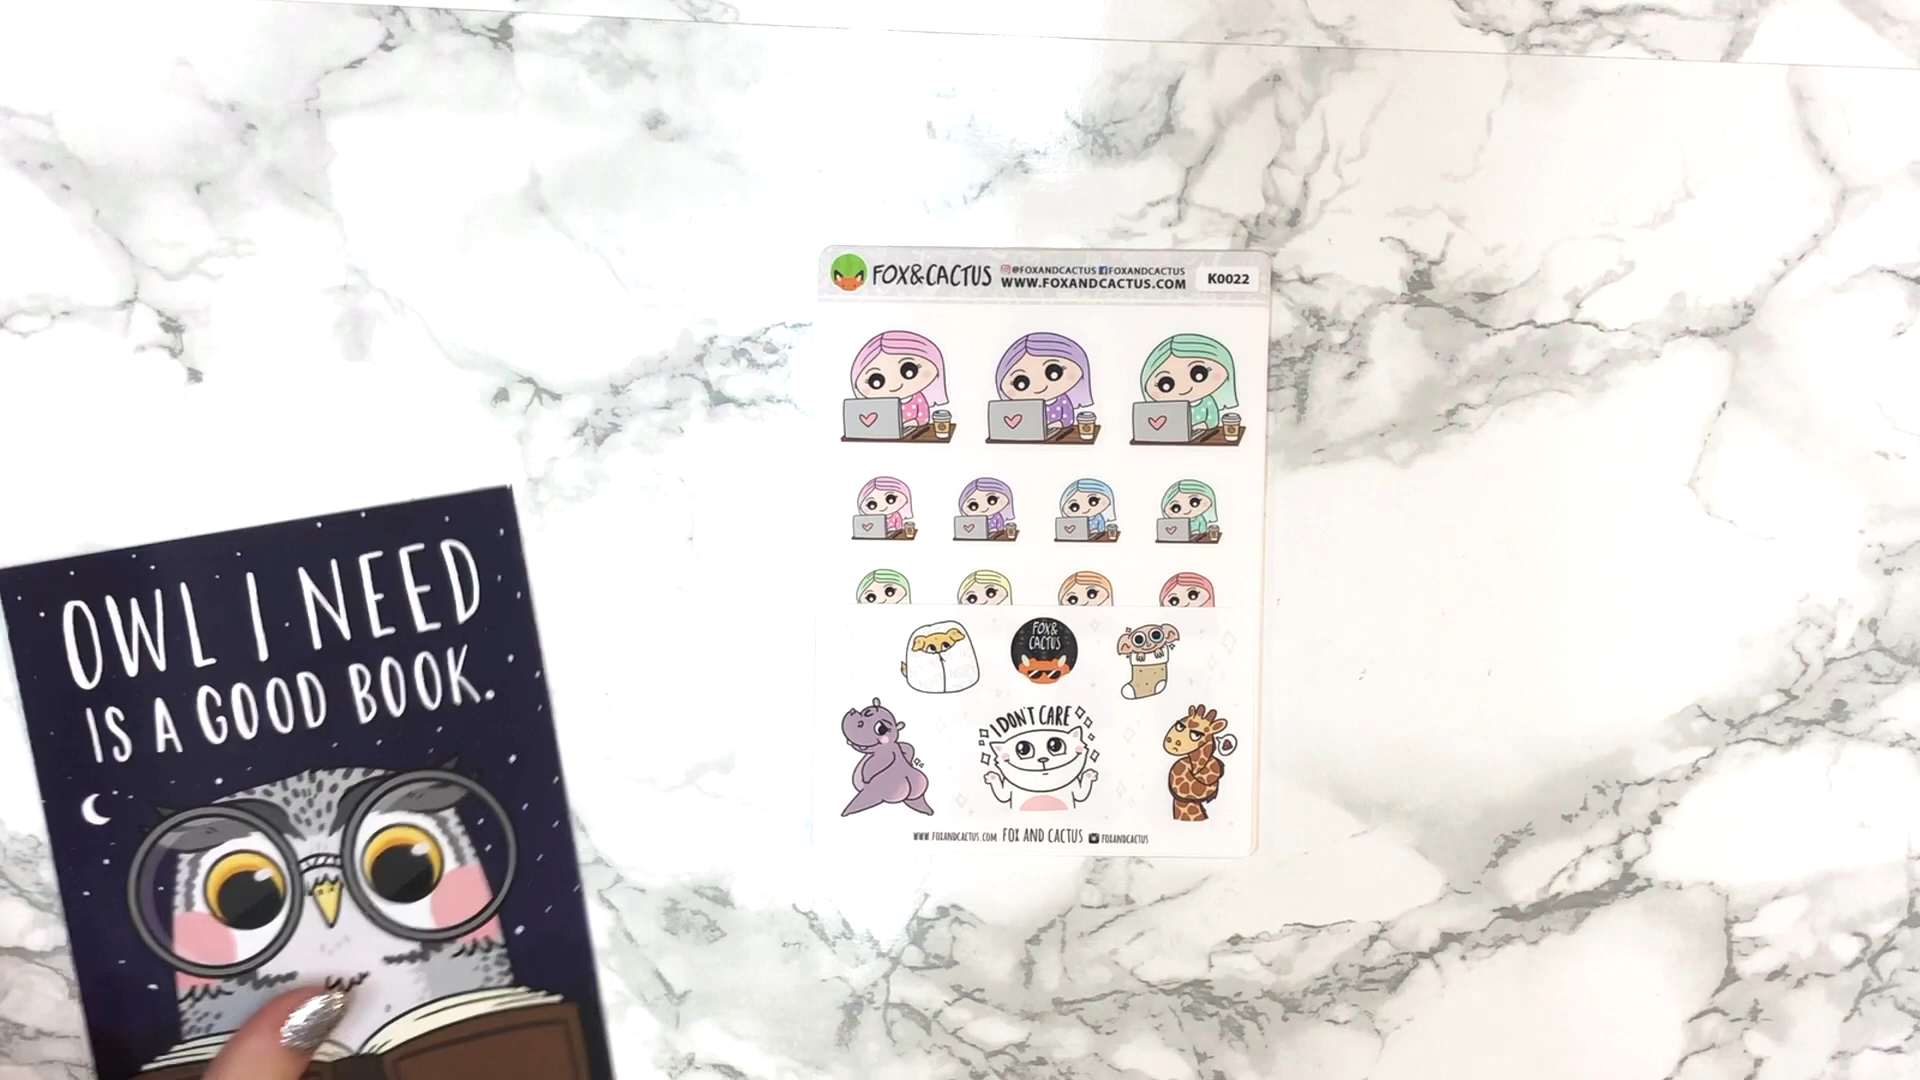 FOX&CACTUS
@FOXANDCACTUS FOXANDCACTUS
WWW.FOXANDCACTUS.COM
K0022
OWL I NEED
IS A GOOD BOOK.
FOX&
CACTUS
I DON'T CARE
WWW.FOXANDCACTUS.COM FOX AND CACTUS FOXANDCACTUS